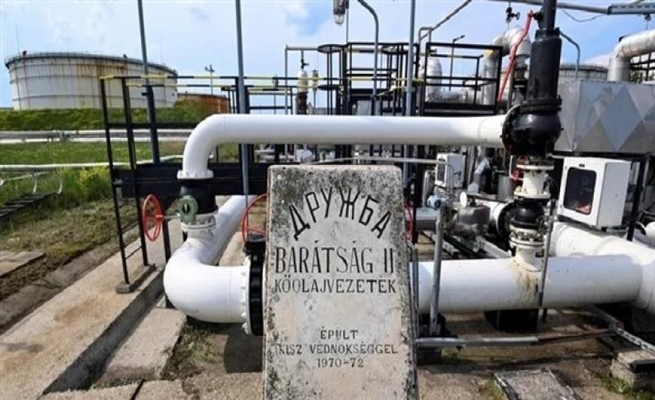 ДРУЖБА
BARÁTSÁG II
KŐOLAJVEZETÉK
ÉPÜLT
KISZ VÉDNÖKSÉGGEL
1970-72